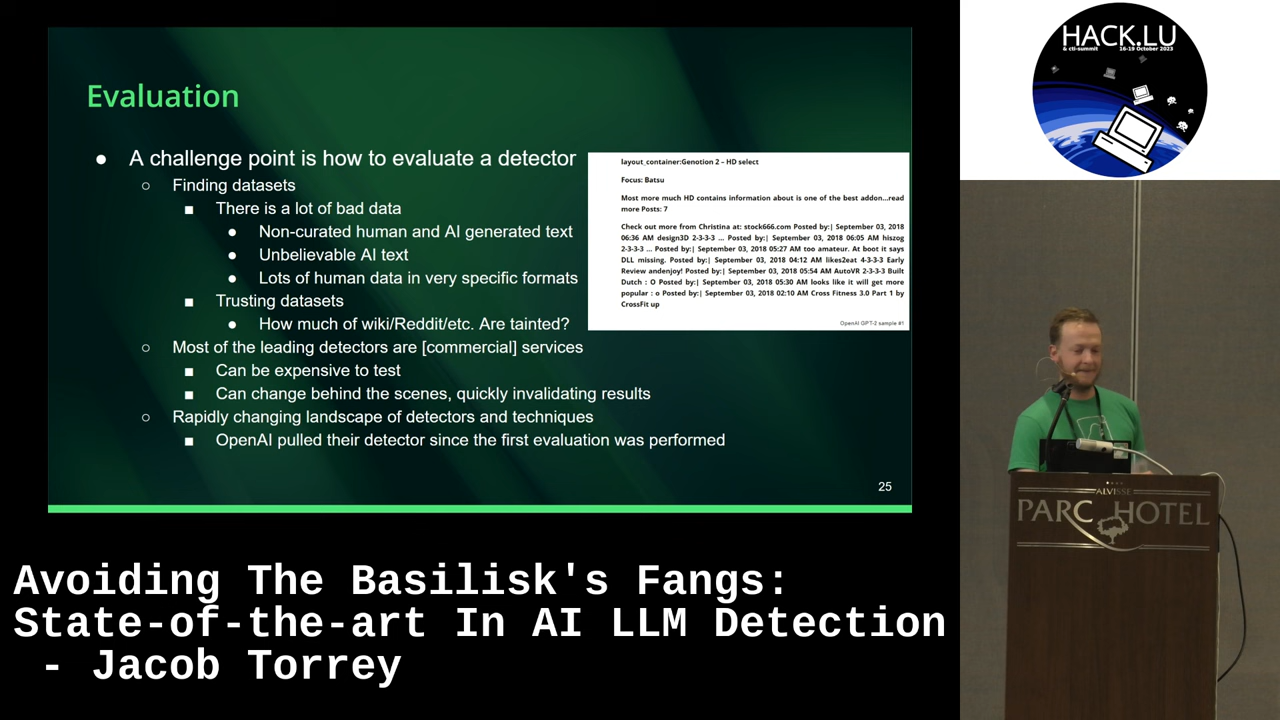 Evaluation
● A challenge point is how to evaluate a detector
○ Finding datasets
■ There is a lot of bad data
● Non-curated human and AI generated text
● Unbelievable AI text
● Lots of human data in very specific formats
■ Trusting datasets
● How much of wiki/Reddit/etc. Are tainted?
○ Most of the leading detectors are [commercial] services
■ Can be expensive to test
■ Can change behind the scenes, quickly invalidating results
○ Rapidly changing landscape of detectors and techniques
■ OpenAI pulled their detector since the first evaluation was performed
layout_container:Genotion 2 – HD select
Focus: Batsu
Most more much HD contains information about is one of the best addon...read
more Posts: 7
Check out more from Christina at: stock666.com Posted by:| September 03, 2018
06:36 AM design3D 2-3-3-3 ... Posted by:| September 03, 2018 06:05 AM hiszog
2-3-3-3 ... Posted by:| September 03, 2018 05:27 AM too amateur. At boot it says
DLL missing. Posted by:| September 03, 2018 04:12 AM likes2eat 4-3-3-3 Early
Review andenjoy! Posted by:| September 03, 2018 05:54 AM AutoVR 2-3-3-3 Built
Dutch : O Posted by:| September 03, 2018 05:30 AM looks like it will get more
popular : o Posted by:| September 03, 2018 02:10 AM Cross Fitness 3.0 Part 1 by
CrossFit up
OpenAI GPT-2 sample #1
25
HACK.LU
& cti-summit 16-19 October 2023
ALVISSE
PARC HOTEL
Avoiding The Basilisk's Fangs:
State-of-the-art In AI LLM Detection
- Jacob Torrey